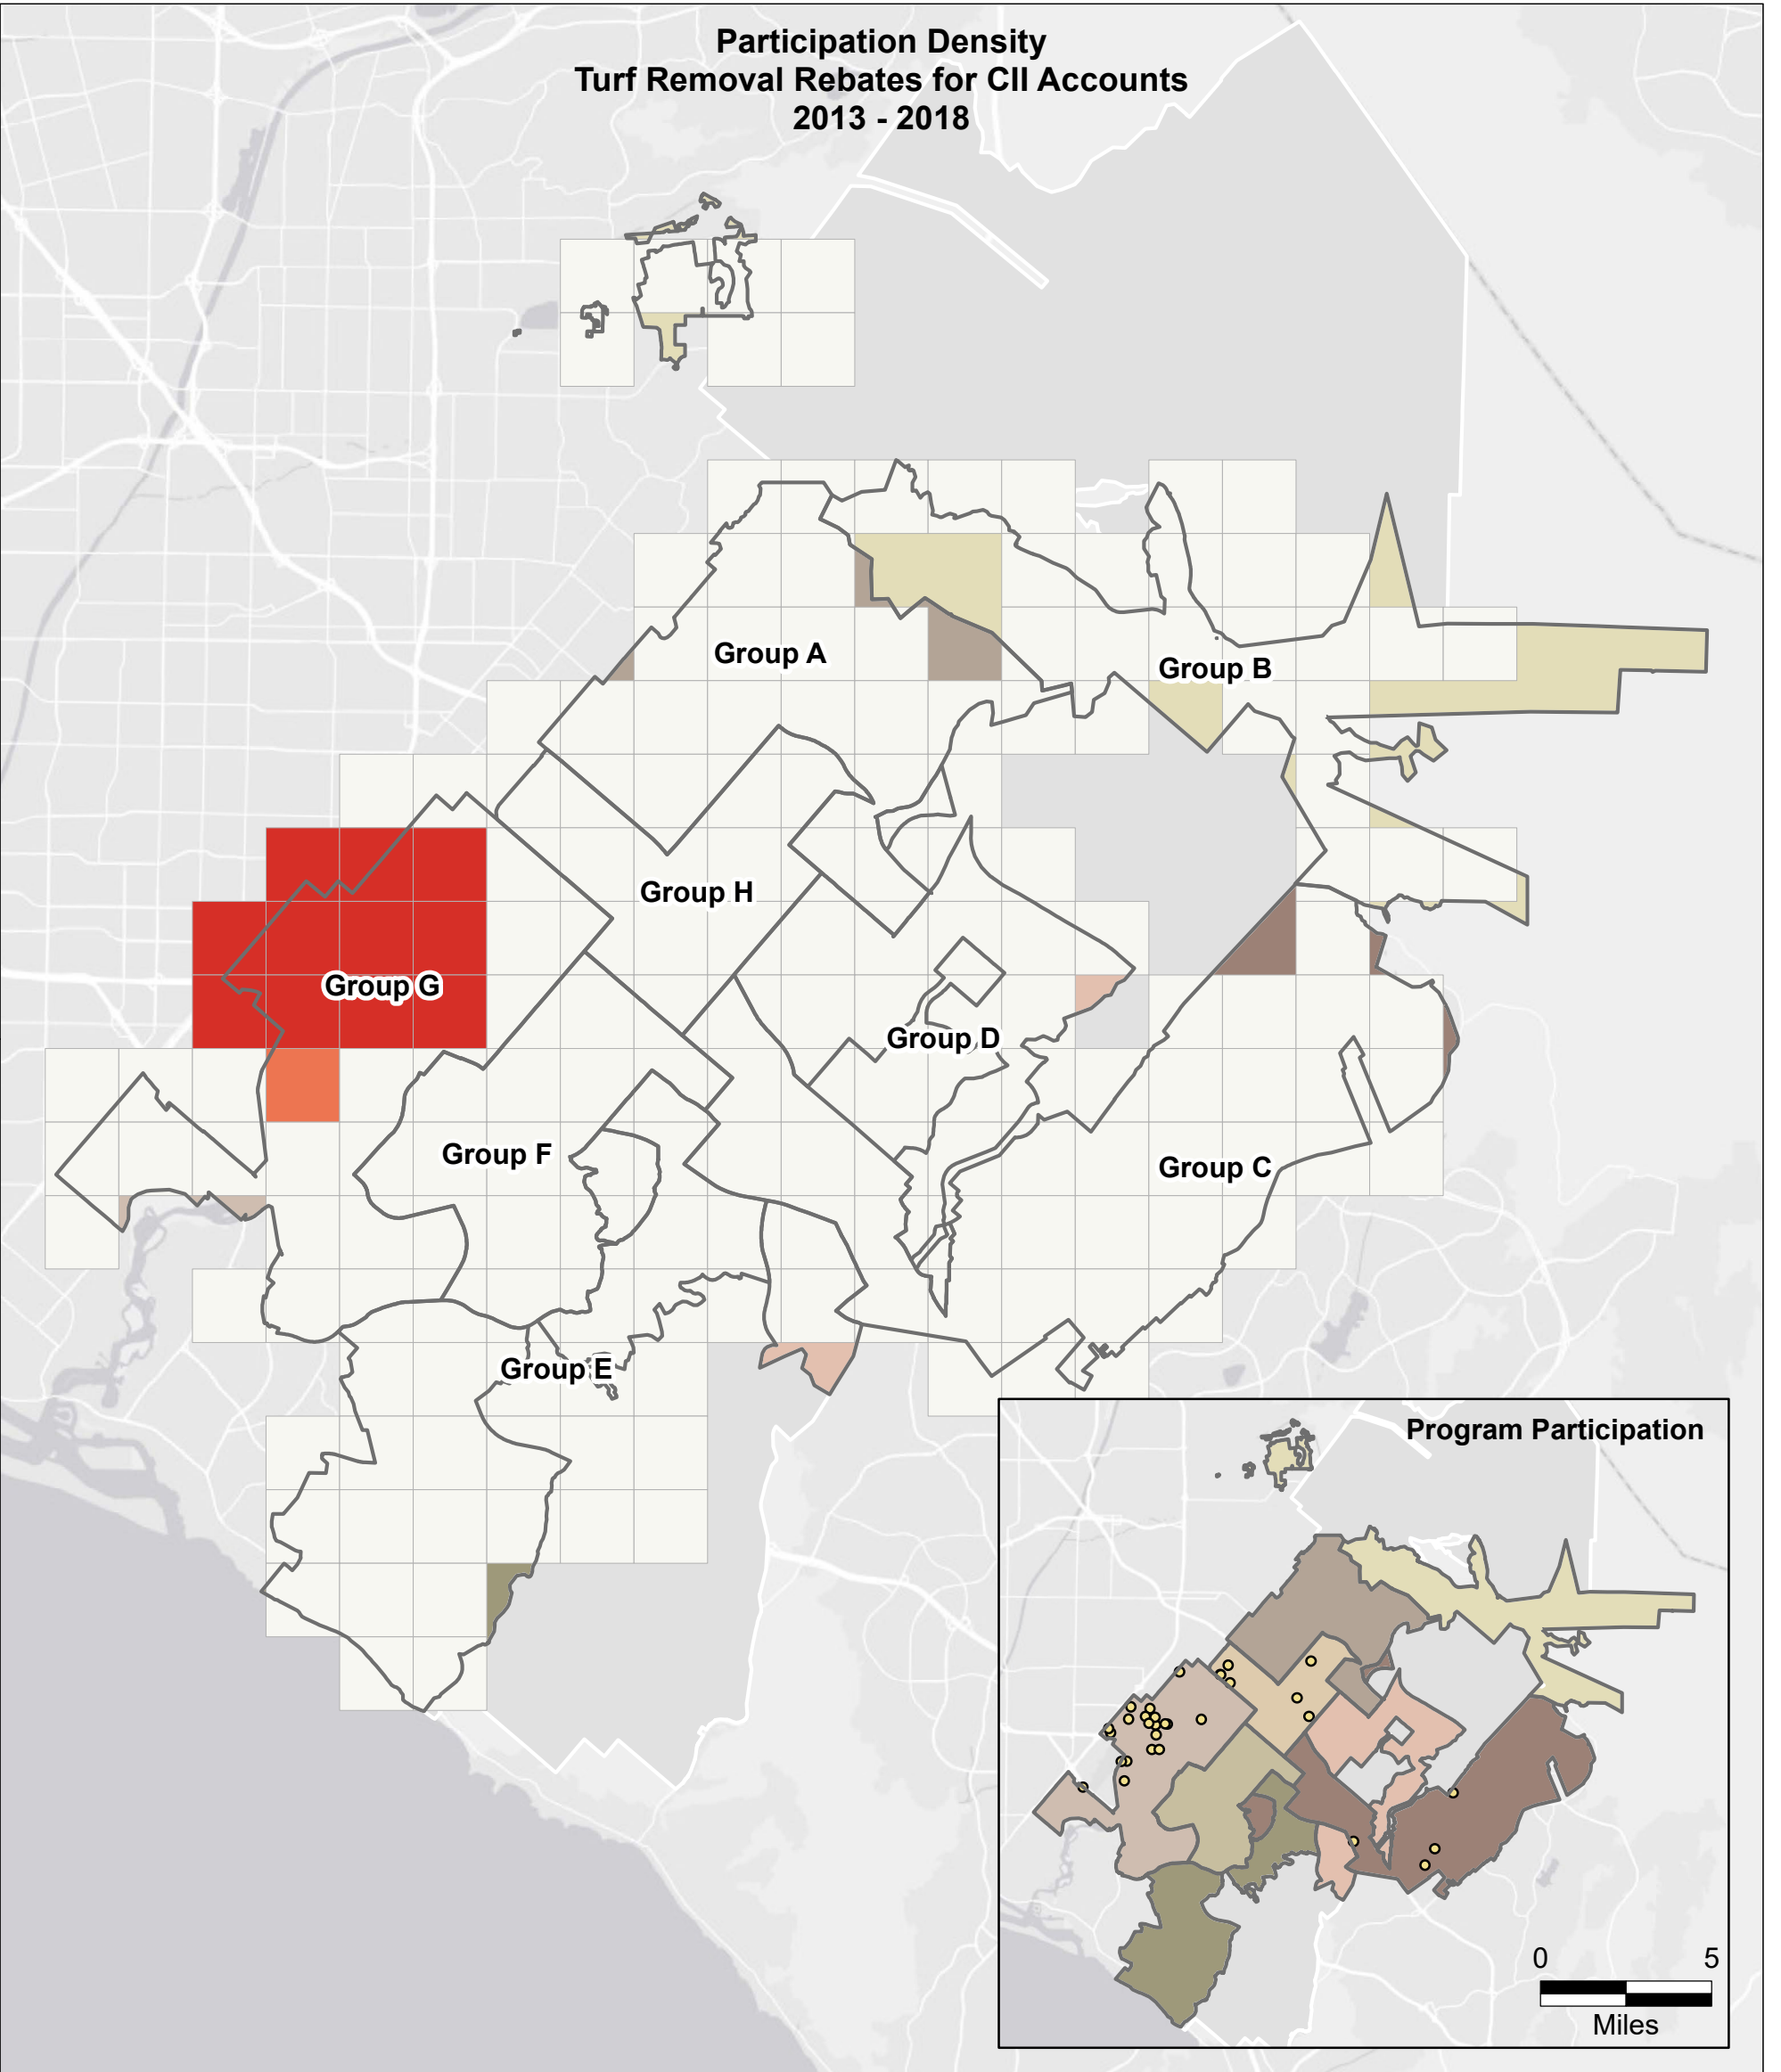 Participation Density
Turf Removal Rebates for CII Accounts
2013 - 2018
Group A
Group B
Group H
Group G
Group D
Group F
Group C
Group E
Program Participation
0 5
Miles